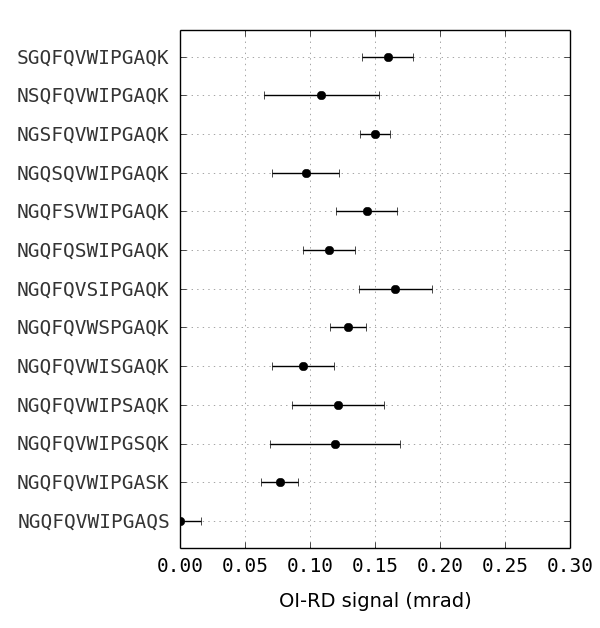 SGQFQVWIPGAQK
NSQFQVWIPGAQK
NGSFQVWIPGAQK
NGQSQVWIPGAQK
NGQFSVWIPGAQK
NGQFQSWIPGAQK
NGQFQVSIPGAQK
NGQFQVWSPGAQK
NGQFQVWISGAQK
NGQFQVWIPSAQK
NGQFQVWIPGSQK
NGQFQVWIPGASK
NGQFQVWIPGAQS
0.00 0.05 0.10 0.15 0.20 0.25 0.30
OI-RD signal (mrad)